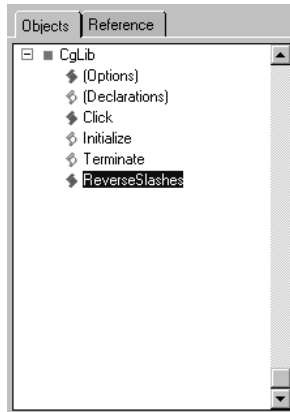 Objects
Reference
CgLib
(Options)
(Declarations)
Click
Initialize
Terminate
ReverseSlashes